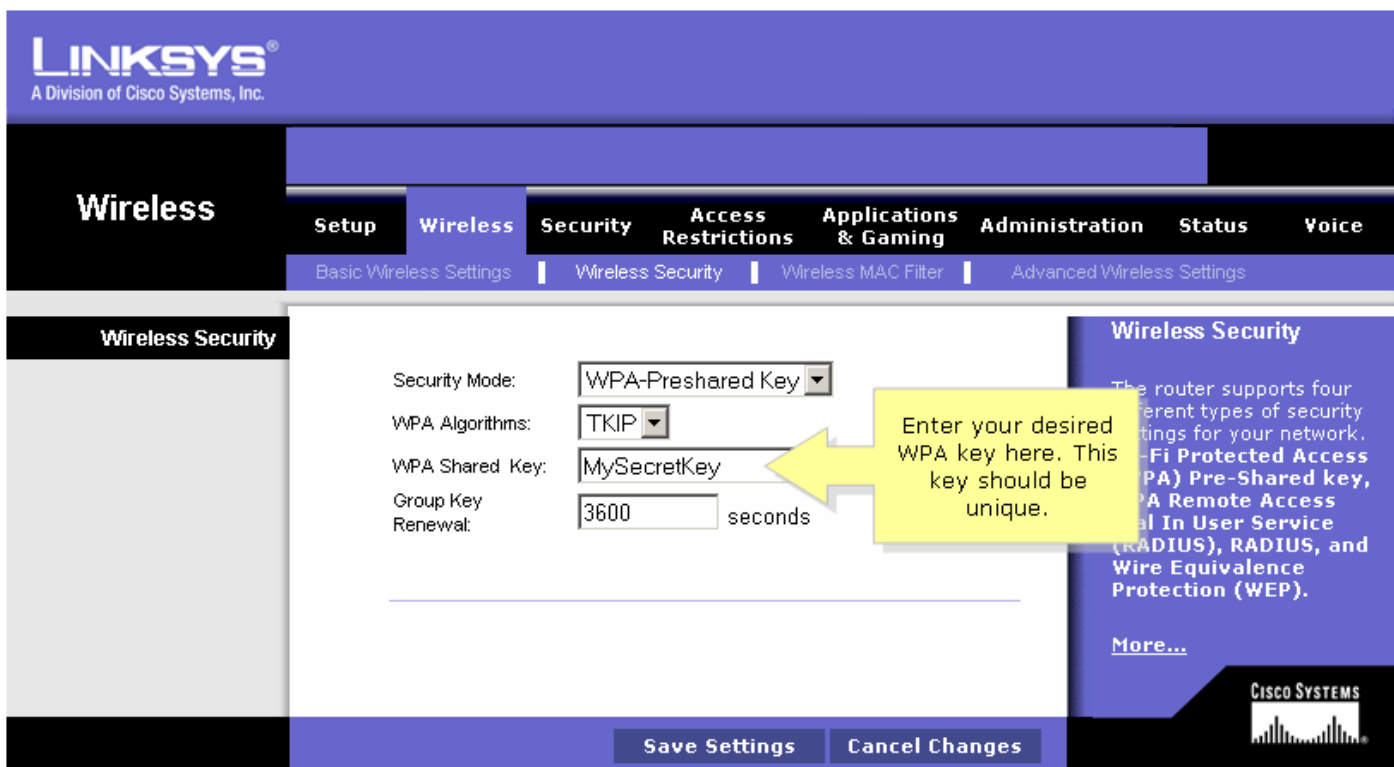 LINKSYS®
A Division of Cisco Systems, Inc.
Wireless
Setup Wireless Security Access Restrictions Applications & Gaming Administration Status Voice
Basic Wireless Settings Wireless Security Wireless MAC Filter Advanced Wireless Settings
Wireless Security
Security Mode: WPA-Preshared Key
WPA Algorithms: TKIP
WPA Shared Key: MySecretKey
Group Key
Renewal: 3600 seconds
Enter your desired
WPA key here. This
key should be
unique.
Wireless Security
router supports four
types of security
for your network.
Protected Access
Pre-Shared key,
Remote Access
In User Service
(RADIUS), RADIUS, and
Wire Equivalence
Protection (WEP).
More...
CISCO SYSTEMS
Save Settings Cancel Changes